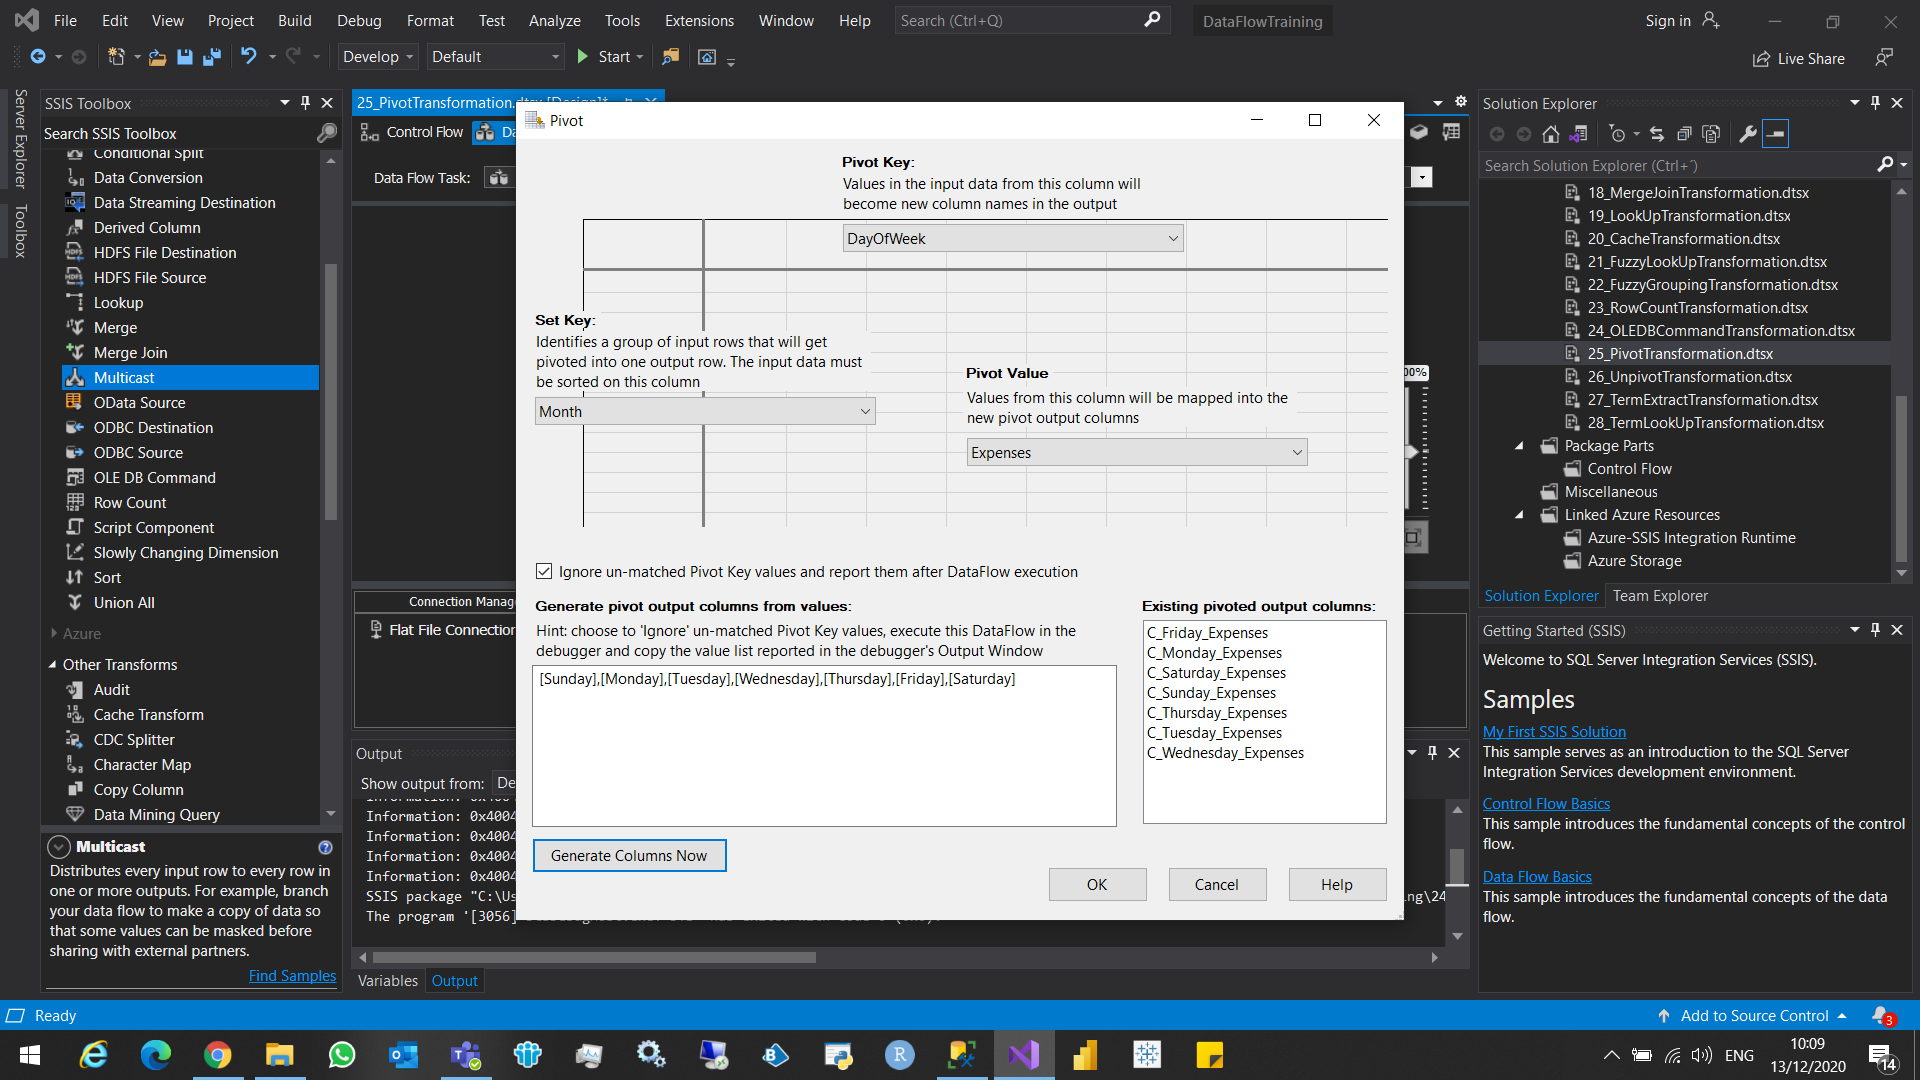 File Edit View Project Build Debug Format Test Analyze Tools Extensions Window Help Search (Ctrl+Q) DataFlowTraining Sign in
Develop Default Start Live Share
Server Explorer
Toolbox
SSIS Toolbox
Search SSIS Toolbox
Conditional Split
Data Conversion
Data Streaming Destination
Derived Column
HDFS File Destination
HDFS File Source
Lookup
Merge
Merge Join
Multicast
OData Source
ODBC Destination
ODBC Source
OLE DB Command
Row Count
Script Component
Slowly Changing Dimension
Sort
Union All
Azure
Other Transforms
Audit
Cache Transform
CDC Splitter
Character Map
Copy Column
Data Mining Query
Multicast
Distributes every input row to every row in
one or more outputs. For example, branch
your data flow to make a copy of data so
that some values can be masked before
sharing with external partners.
Find Samples
25_PivotTransformation.
Control Flow Da
Data Flow Task:
Pivot
Pivot Key:
Values in the input data from this column will
become new column names in the output
DayOfWeek
Set Key:
Identifies a group of input rows that will get
pivoted into one output row. The input data must
be sorted on this column
Month
Pivot Value
Values from this column will be mapped into the
new pivot output columns
Expenses
Ignore un-matched Pivot Key values and report them after DataFlow execution
Generate pivot output columns from values:
Hint: choose to 'Ignore' un-matched Pivot Key values, execute this DataFlow in the
debugger and copy the value list reported in the debugger's Output Window
[Sunday],[Monday],[Tuesday],[Wednesday],[Thursday],[Friday],[Saturday]
Existing pivoted output columns:
C_Friday_Expenses
C_Monday_Expenses
C_Saturday_Expenses
C_Sunday_Expenses
C_Thursday_Expenses
C_Tuesday_Expenses
C_Wednesday_Expenses
Generate Columns Now
OK Cancel Help
00%
Connection Manag
Flat File Connection
Output
Show output from: De
Information: 0x4004
Information: 0x4004
Information: 0x4004
Information: 0x4004
SSIS package "C:\Us ng\24
The program '[3056]
Variables Output
Solution Explorer
Search Solution Explorer (Ctrl+¨)
18_MergeJoinTransformation.dtsx
19_LookUpTransformation.dtsx
20_CacheTransformation.dtsx
21_FuzzyLookUpTransformation.dtsx
22_FuzzyGroupingTransformation.dtsx
23_RowCountTransformation.dtsx
24_OLEDBCommandTransformation.dtsx
25_PivotTransformation.dtsx
26_UnpivotTransformation.dtsx
27_TermExtractTransformation.dtsx
28_TermLookUpTransformation.dtsx
Package Parts
Control Flow
Miscellaneous
Linked Azure Resources
Azure-SSIS Integration Runtime
Azure Storage
Solution Explorer Team Explorer
Getting Started (SSIS)
Welcome to SQL Server Integration Services (SSIS).
Samples
My First SSIS Solution
This sample serves as an introduction to the SQL Server
Integration Services development environment.
Control Flow Basics
This sample introduces the fundamental concepts of the control
flow.
Data Flow Basics
This sample introduces the fundamental concepts of the data
flow.
Ready Add to Source Control 3
ENG 10:09
13/12/2020 14